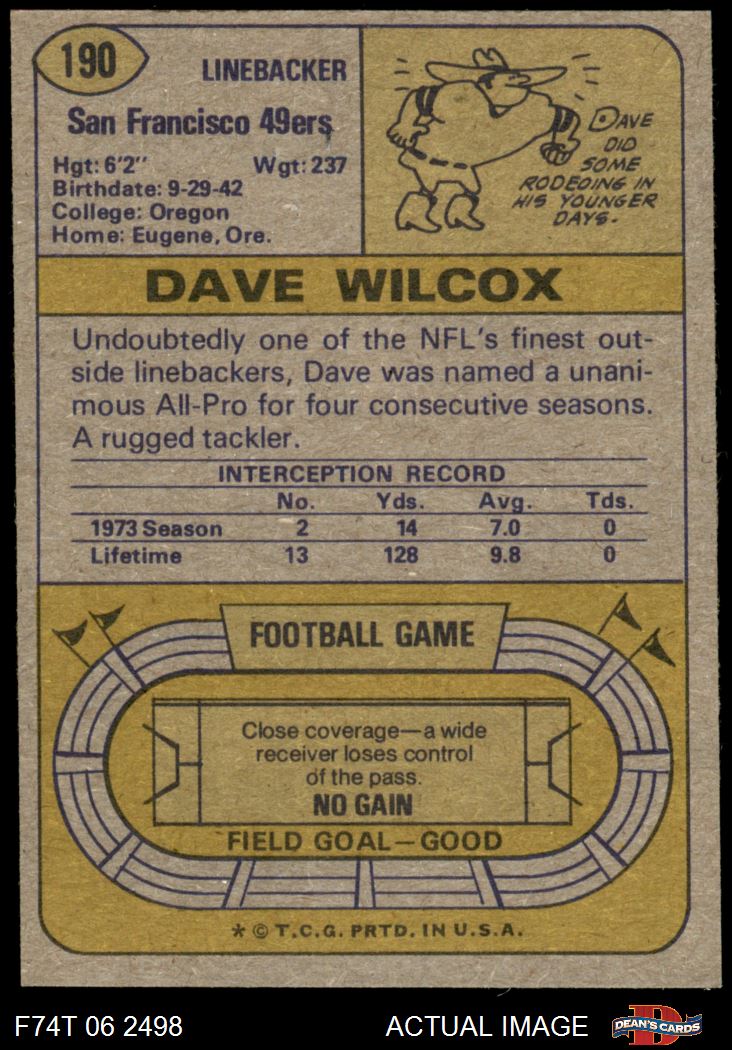 190
LINEBACKER
San Francisco 49ers
Hgt: 6'2" Wgt: 237
Birthdate: 9-29-42
College: Oregon
Home: Eugene, Ore.
DAVE
DID
SOME
RODEOING IN
HIS YOUNGER
DAYS.
DAVE WILCOX
Undoubtedly one of the NFL's finest out-
side linebackers, Dave was named a unani-
mous All-Pro for four consecutive seasons.
A rugged tackler.
INTERCEPTION RECORD
No. Yds. Avg. Tds.
1973 Season 2 14 7.0 0
Lifetime 13 128 9.8 0
FOOTBALL GAME
Close coverage—a wide
receiver loses control
of the pass.
NO GAIN
FIELD GOAL—GOOD
* © T.C.G. PRTD. IN U.S.A.
F74T 06 2498 ACTUAL IMAGE
DEAN'S CARDS